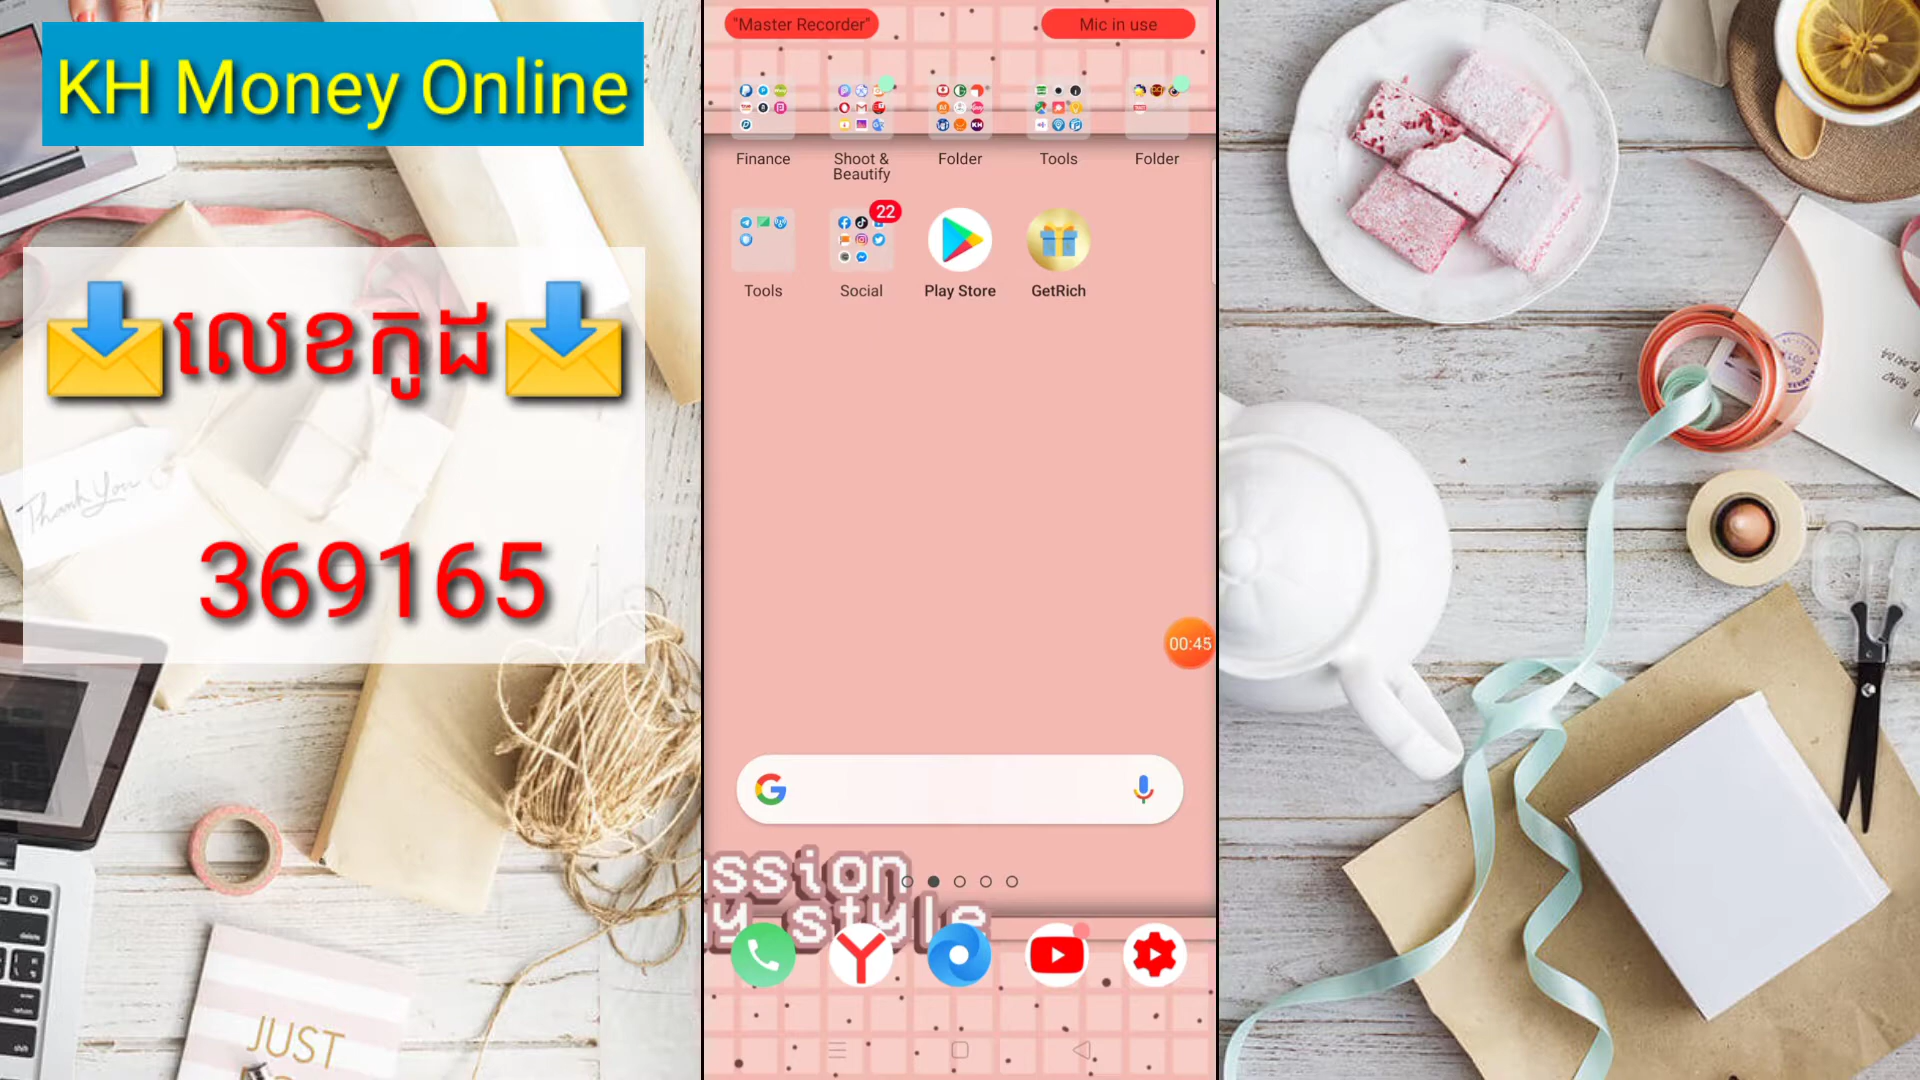 KH Money Online
លេខកូដ
369165
Thank You
JUST
"Master Recorder"
Mic in use
Finance
Shoot &
Beautify
Folder
Tools
Folder
22
Tools
Social
Play Store
GetRich
00:45
ssion
y style